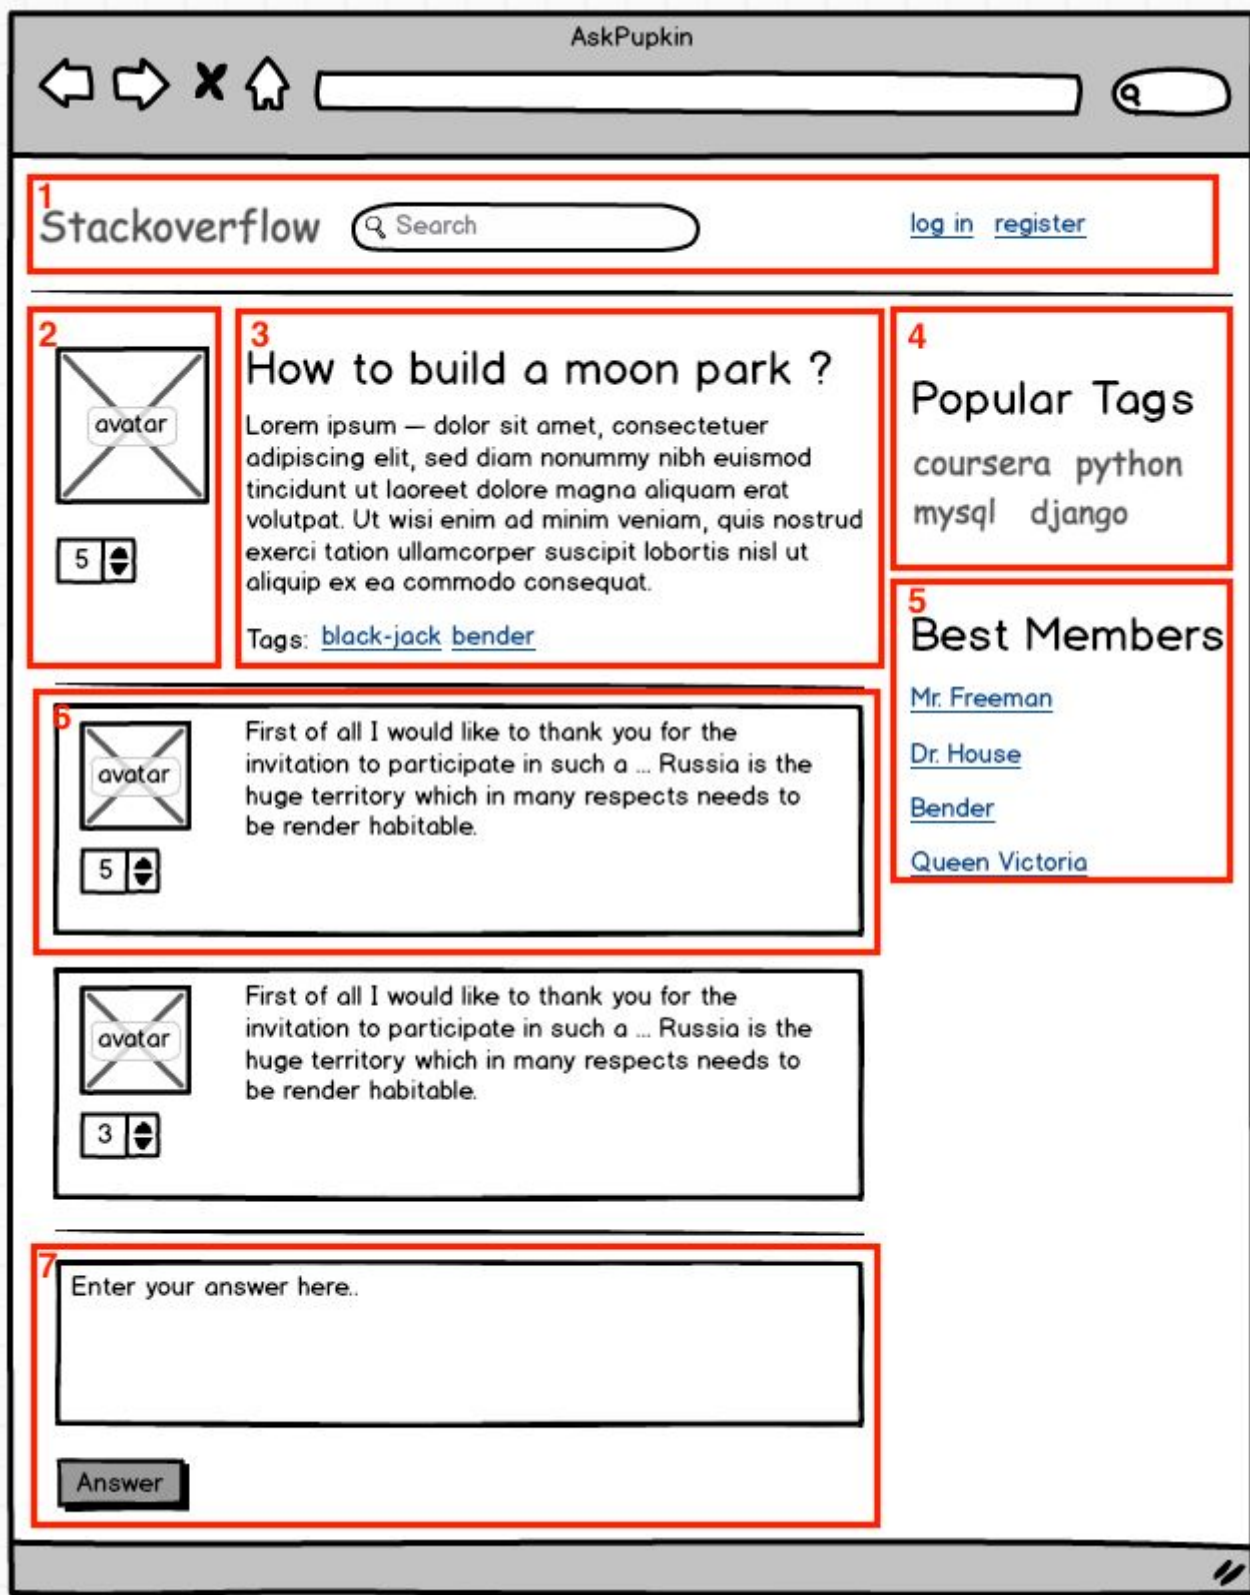 AskPupkin
1
Stackoverflow
Search
log in register
2
avatar
5
3
How to build a moon park ?
Lorem ipsum — dolor sit amet, consectetuer
adipiscing elit, sed diam nonummy nibh euismod
tincidunt ut laoreet dolore magna aliquam erat
volutpat. Ut wisi enim ad minim veniam, quis nostrud
exerci tation ullamcorper suscipit lobortis nisl ut
aliquip ex ea commodo consequat.
Tags: black-jack bender
4
Popular Tags
coursera python
mysql django
5
Best Members
Mr. Freeman
Dr. House
Bender
Queen Victoria
6
avatar
5
First of all I would like to thank you for the
invitation to participate in such a ... Russia is the
huge territory which in many respects needs to
be render habitable.
avatar
3
First of all I would like to thank you for the
invitation to participate in such a ... Russia is the
huge territory which in many respects needs to
be render habitable.
7
Enter your answer here..
Answer